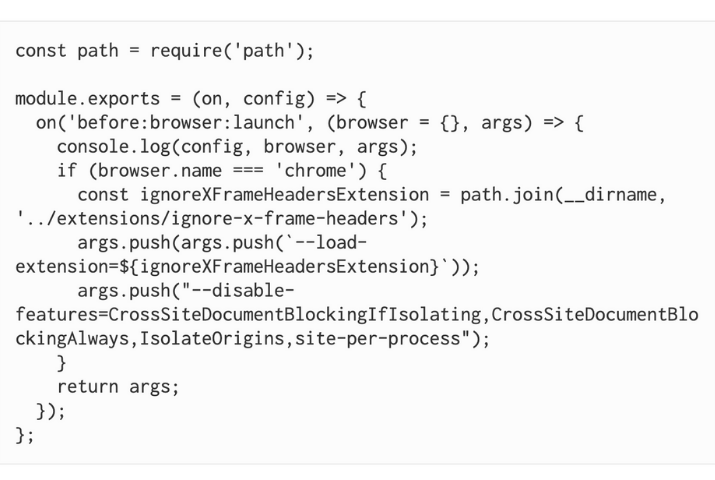 const path = require('path');
module.exports = (on, config) => {
on('before:browser:launch', (browser = {}, args) => {
console.log(config, browser, args);
if (browser.name === 'chrome') {
const ignoreXFrameHeadersExtension = path.join(__dirname,
'../extensions/ignore-x-frame-headers');
args.push(args.push(`--load-
extension=${ignoreXFrameHeadersExtension}`));
args.push("--disable-
features=CrossSiteDocumentBlockingIfIsolating,CrossSiteDocumentBlo
ckingAlways,IsolateOrigins,site-per-process");
}
return args;
});
};